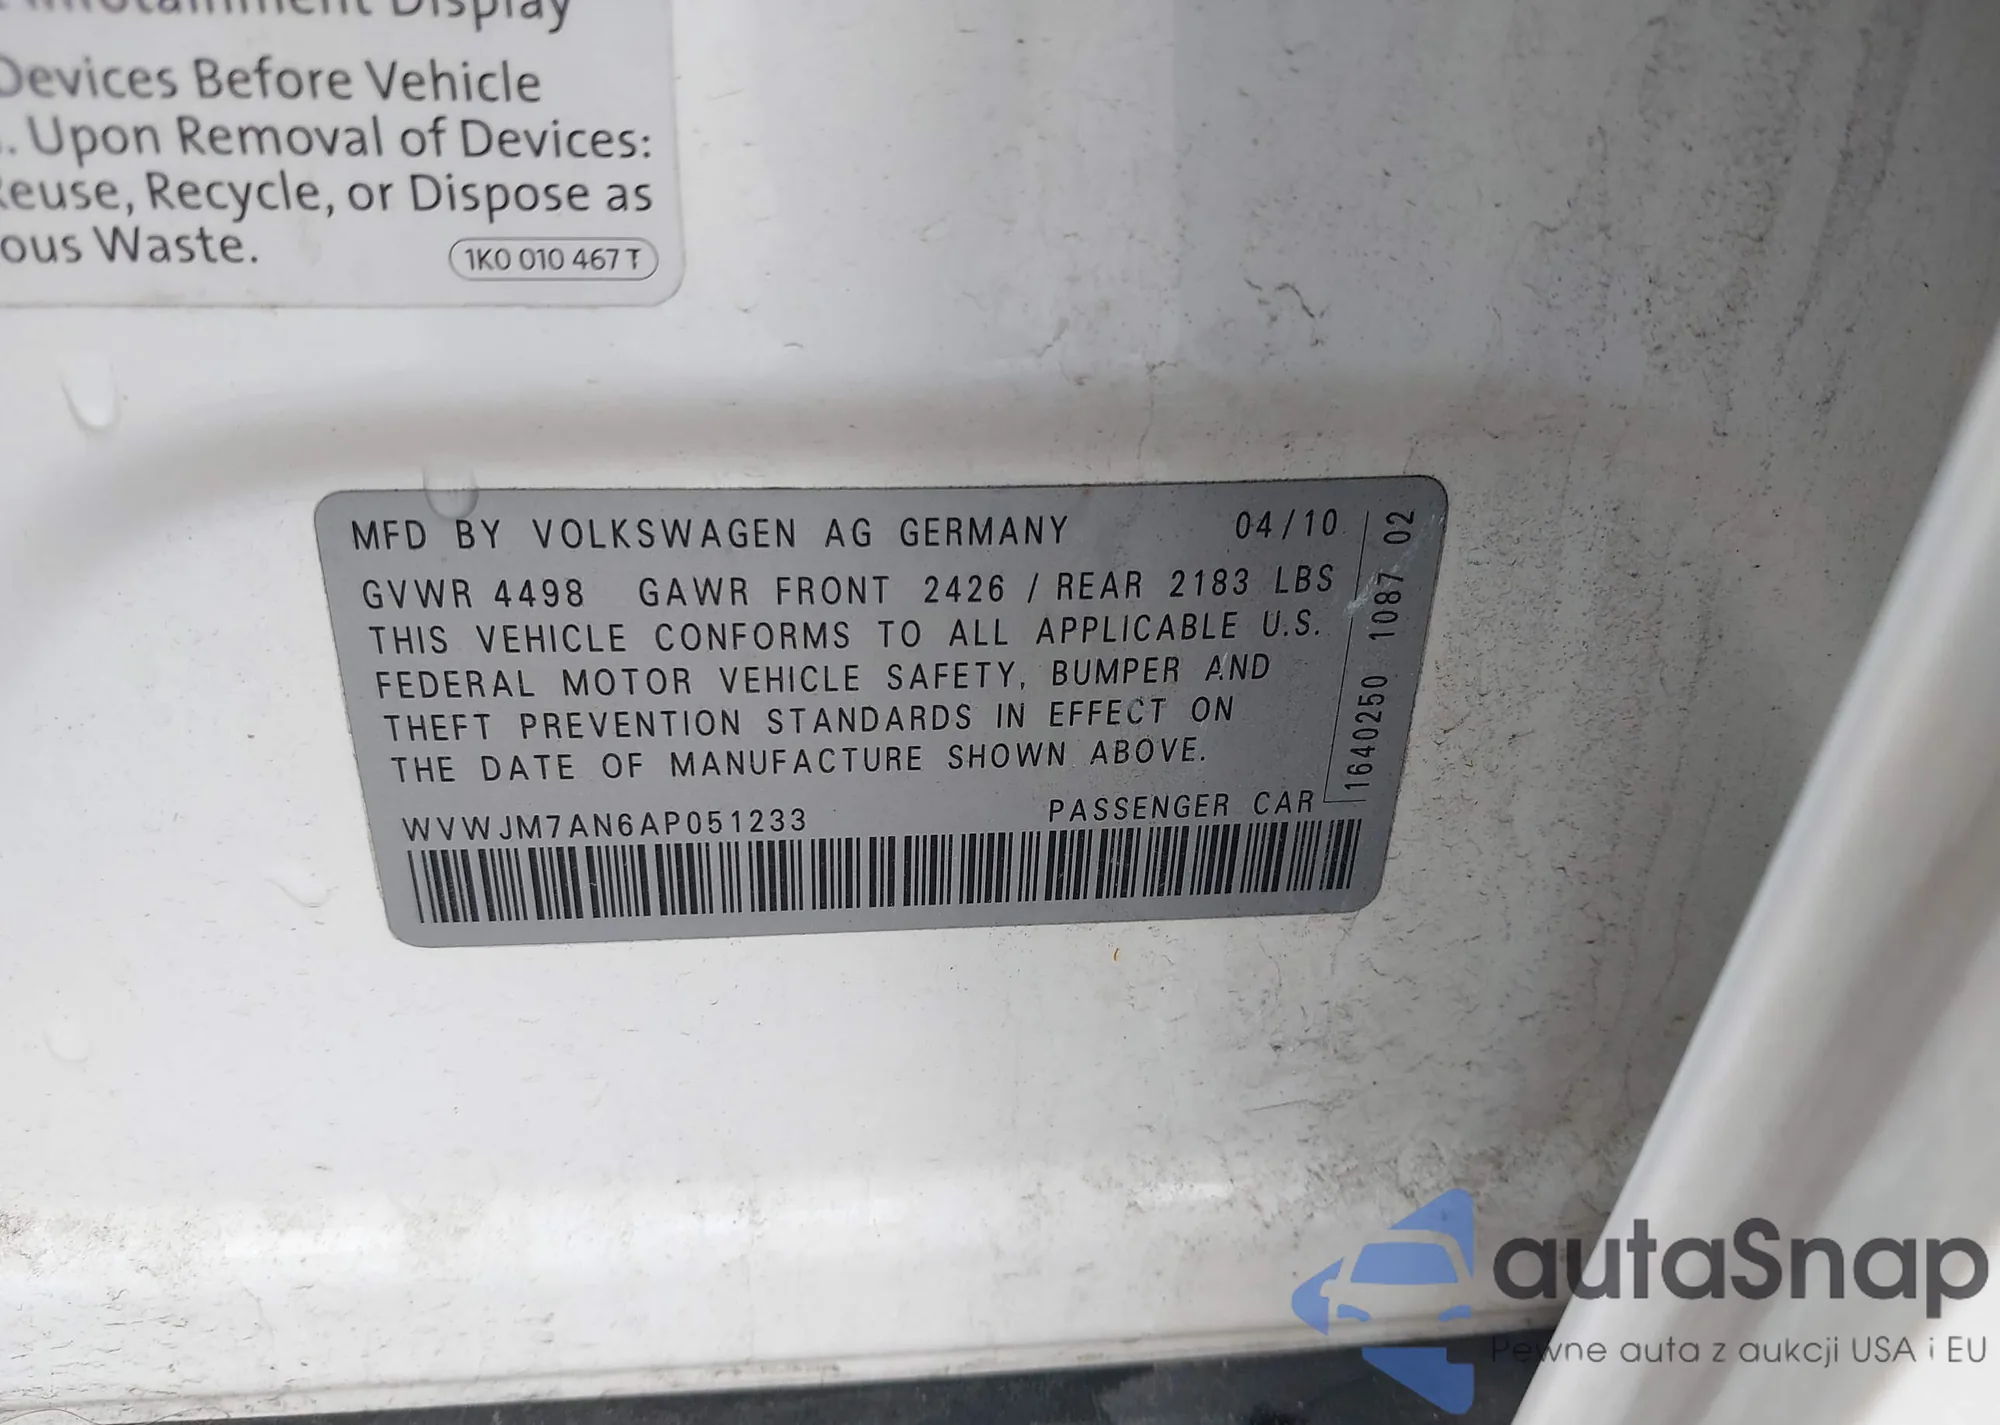 Infotainment Display
Devices Before Vehicle
. Upon Removal of Devices:
Reuse, Recycle, or Dispose as
ous Waste.
1K0 010 467 T
MFD BY VOLKSWAGEN AG GERMANY 04/10
GVWR 4498 GAWR FRONT 2426 / REAR 2183 LBS
THIS VEHICLE CONFORMS TO ALL APPLICABLE U.S.
FEDERAL MOTOR VEHICLE SAFETY, BUMPER AND
THEFT PREVENTION STANDARDS IN EFFECT ON
THE DATE OF MANUFACTURE SHOWN ABOVE.
WVWJM7AN6AP051233 PASSENGER CAR
1640250 1087 02
autaSnap
Pewne auta z aukcji USA i EU